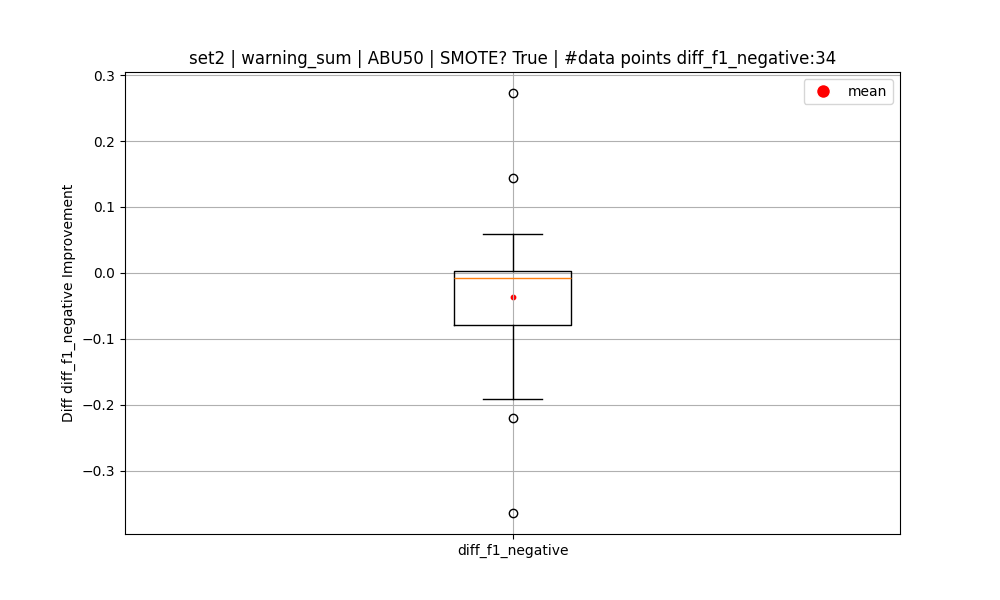 set2 | warning_sum | ABU50 | SMOTE? True | #data points diff_f1_negative:34
mean
Diff diff_f1_negative Improvement
0.3
0.2
0.1
0.0
−0.1
−0.2
−0.3
diff_f1_negative